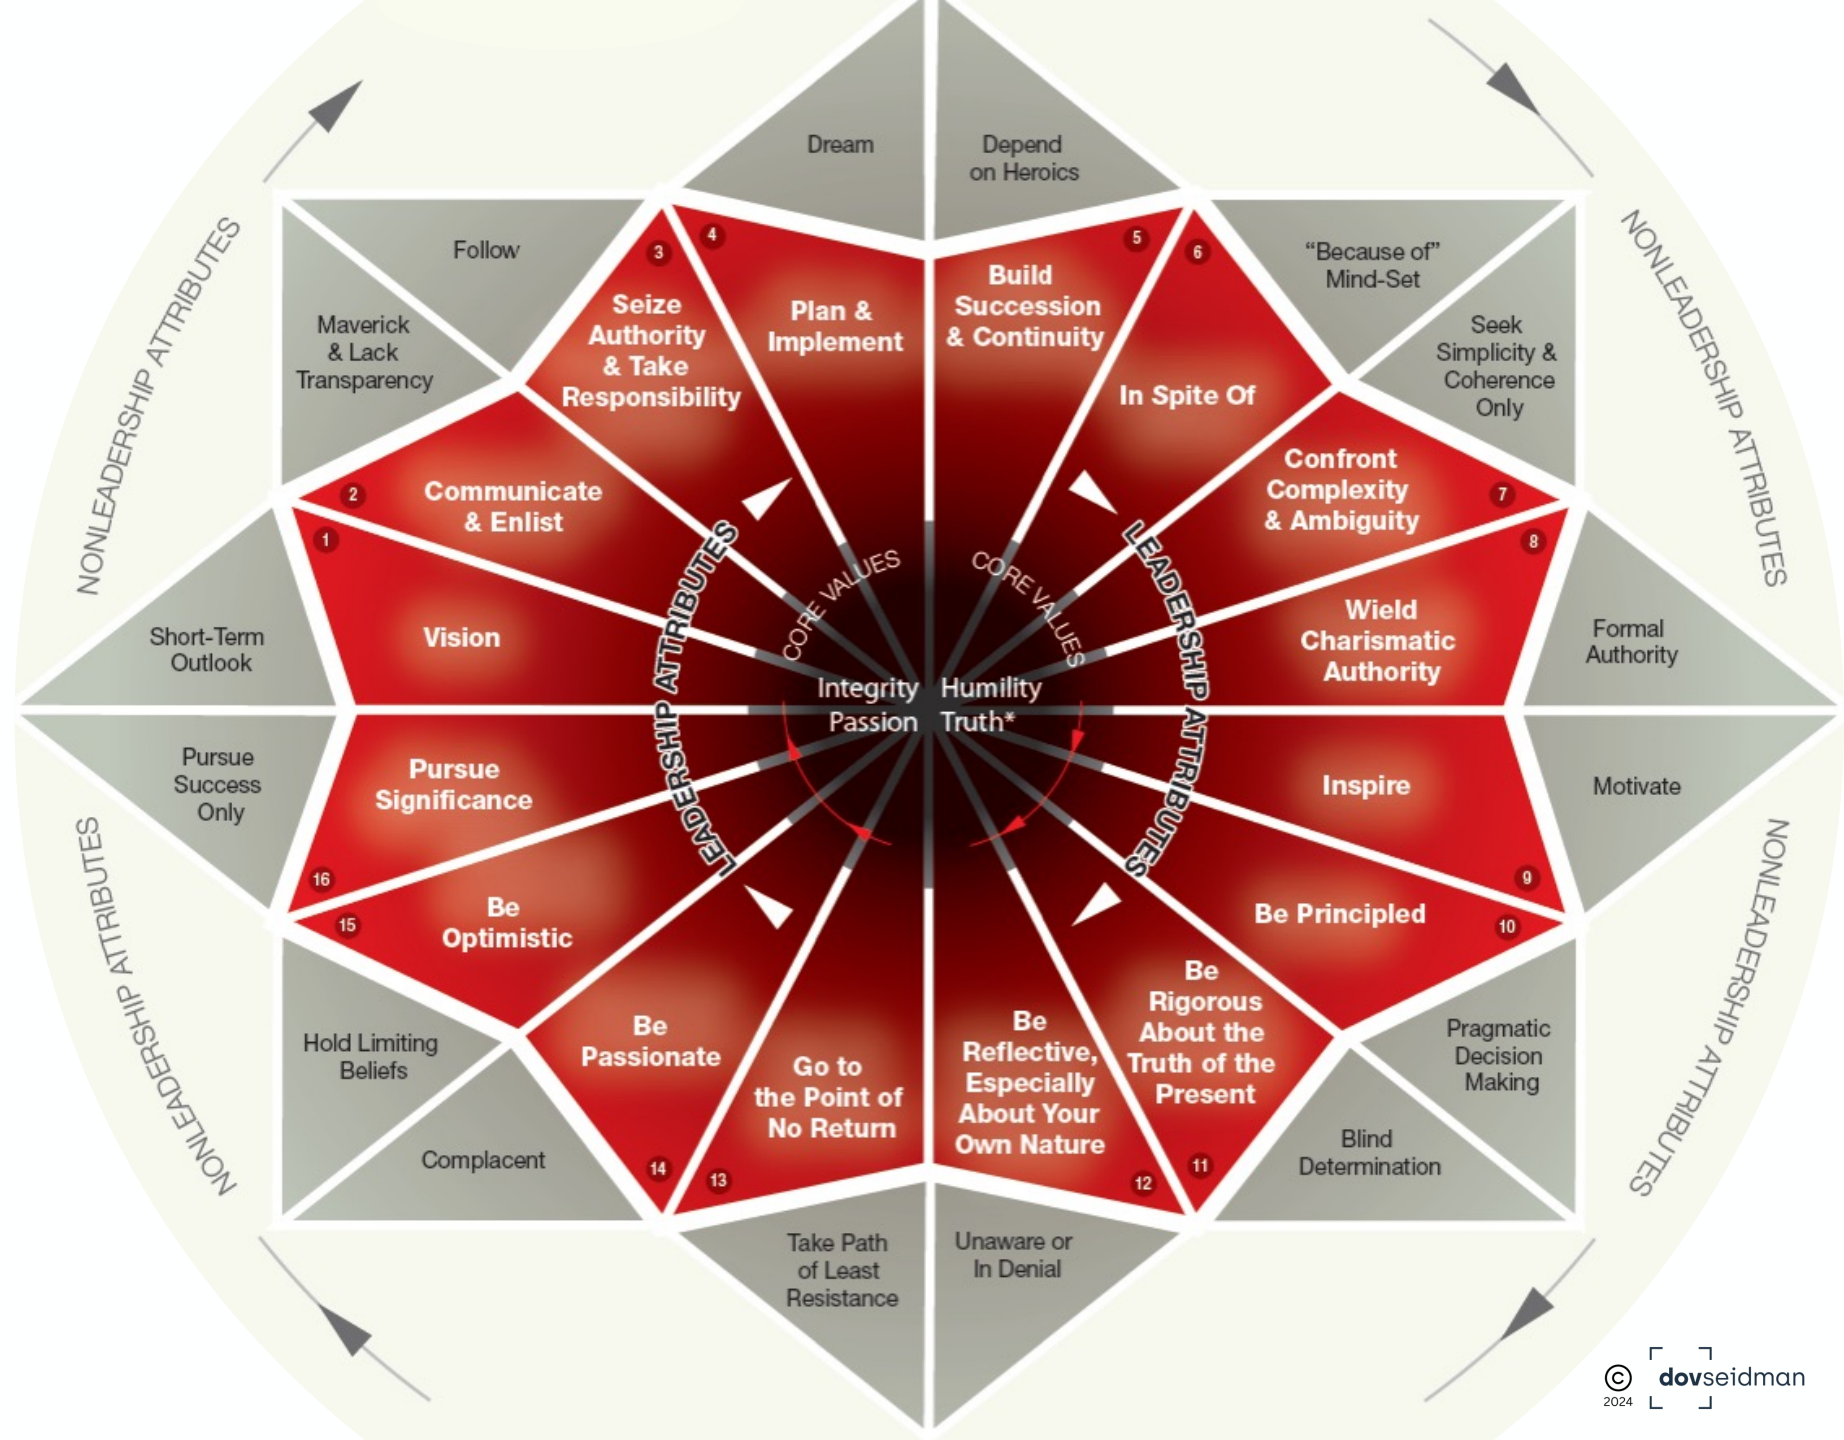 Dream
Depend
on Heroics
Follow
"Because of"
Mind-Set
Maverick
& Lack
Transparency
Seek
Simplicity &
Coherence
Only
NONLEADERSHIP ATTRIBUTES
NONLEADERSHIP ATTRIBUTES
3
Seize
Authority
& Take
Responsibility
4
Plan &
Implement
5
Build
Succession
& Continuity
6
In Spite Of
2
Communicate
& Enlist
7
Confront
Complexity
& Ambiguity
1
Vision
8
Wield
Charismatic
Authority
Short-Term
Outlook
Formal
Authority
LEADERSHIP ATTRIBUTES
LEADERSHIP ATTRIBUTES
CORE VALUES
CORE VALUES
Integrity
Humility
Passion
Truth*
Pursue
Success
Only
Motivate
Pursue
Significance
16
Inspire
9
Be
Optimistic
15
Be Principled
10
LEADERSHIP ATTRIBUTES
LEADERSHIP ATTRIBUTES
Be
Passionate
14
Go to
the Point of
No Return
13
Be
Reflective,
Especially
About Your
Own Nature
12
Be
Rigorous
About the
Truth of the
Present
11
NONLEADERSHIP ATTRIBUTES
NONLEADERSHIP ATTRIBUTES
Hold Limiting
Beliefs
Pragmatic
Decision
Making
Complacent
Blind
Determination
Take Path
of Least
Resistance
Unaware or
In Denial
© dovseidman
2024